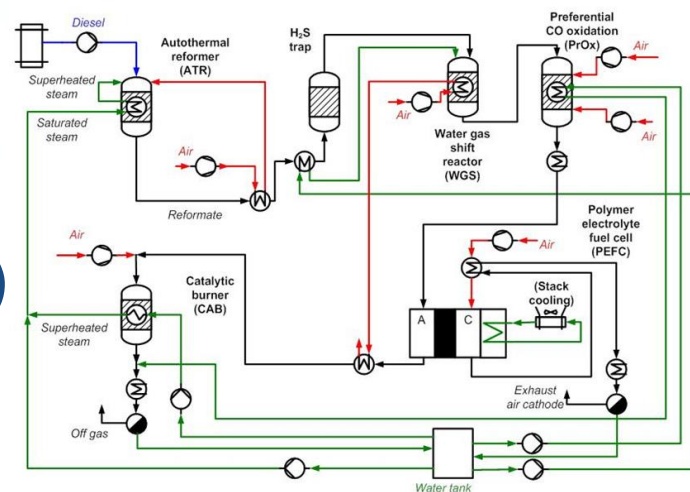 Diesel
Autothermal
reformer
(ATR)
Superheated
steam
Saturated
steam
Air
Reformate
H₂S
trap
Air
Water gas
shift
reactor
(WGS)
Preferential
CO oxidation
(PrOx)
Air
Air
Polymer
electrolyte
fuel cell
(PEFC)
Air
(Stack
cooling)
A
C
Air
Catalytic
burner
(CAB)
Superheated
steam
Off gas
Exhaust
air cathode
Water tank